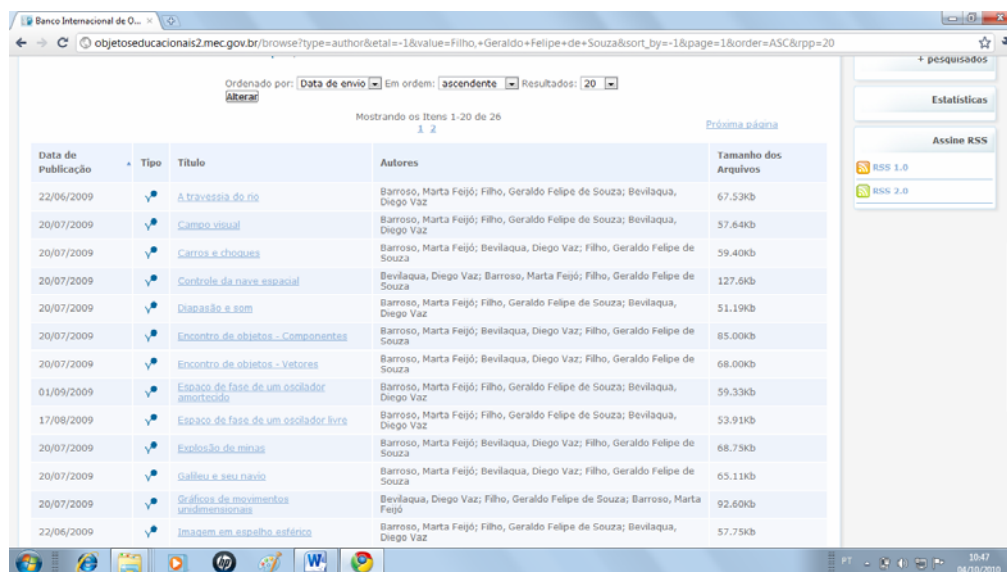 Banco Internacional de O...
objetoseducacionais2.mec.gov.br/browse?type=author&etal=-1&value=Filho,+Geraldo+Felipe+de+Souza&sort_by=-1&page=1&order=ASC&rpp=20
+ pesquisados
Ordenado por: Data de envio Em ordem: ascendente Resultados: 20
Alterar
Estatísticas
Mostrando os Itens 1-20 de 26
1 2
Próxima página
Assine RSS
RSS 1.0
RSS 2.0
Data de Publicação Tipo Título Autores Tamanho dos Arquivos
22/06/2009 A travessia do rio Barroso, Marta Feijó; Filho, Geraldo Felipe de Souza; Bevilaqua,
Diego Vaz 67.53Kb
20/07/2009 Campo visual Barroso, Marta Feijó; Filho, Geraldo Felipe de Souza; Bevilaqua,
Diego Vaz 57.64Kb
20/07/2009 Carros e choques Barroso, Marta Feijó; Bevilaqua, Diego Vaz; Filho, Geraldo Felipe de
Souza 59.40Kb
20/07/2009 Controle da nave espacial Bevilaqua, Diego Vaz; Barroso, Marta Feijó; Filho, Geraldo Felipe de
Souza 127.6Kb
20/07/2009 Diapasão e som Barroso, Marta Feijó; Filho, Geraldo Felipe de Souza; Bevilaqua,
Diego Vaz 51.19Kb
20/07/2009 Encontro de objetos - Componentes Barroso, Marta Feijó; Bevilaqua, Diego Vaz; Filho, Geraldo Felipe de
Souza 85.00Kb
20/07/2009 Encontro de objetos - Vetores Barroso, Marta Feijó; Bevilaqua, Diego Vaz; Filho, Geraldo Felipe de
Souza 68.00Kb
01/09/2009 Espaço de fase de um oscilador
amortecido Barroso, Marta Feijó; Filho, Geraldo Felipe de Souza; Bevilaqua,
Diego Vaz 59.33Kb
17/08/2009 Espaço de fase de um oscilador livre Barroso, Marta Feijó; Filho, Geraldo Felipe de Souza; Bevilaqua,
Diego Vaz 53.91Kb
20/07/2009 Explosão de minas Barroso, Marta Feijó; Bevilaqua, Diego Vaz; Filho, Geraldo Felipe de
Souza 68.75Kb
20/07/2009 Galileu e seu navio Barroso, Marta Feijó; Bevilaqua, Diego Vaz; Filho, Geraldo Felipe de
Souza 65.11Kb
20/07/2009 Gráficos de movimentos
unidimensionais Bevilaqua, Diego Vaz; Filho, Geraldo Felipe de Souza; Barroso, Marta
Feijó 92.60Kb
22/06/2009 Imagem em espelho esférico Barroso, Marta Feijó; Filho, Geraldo Felipe de Souza; Bevilaqua,
Diego Vaz 57.75Kb
hp
W
PT
10:47
04/10/2010